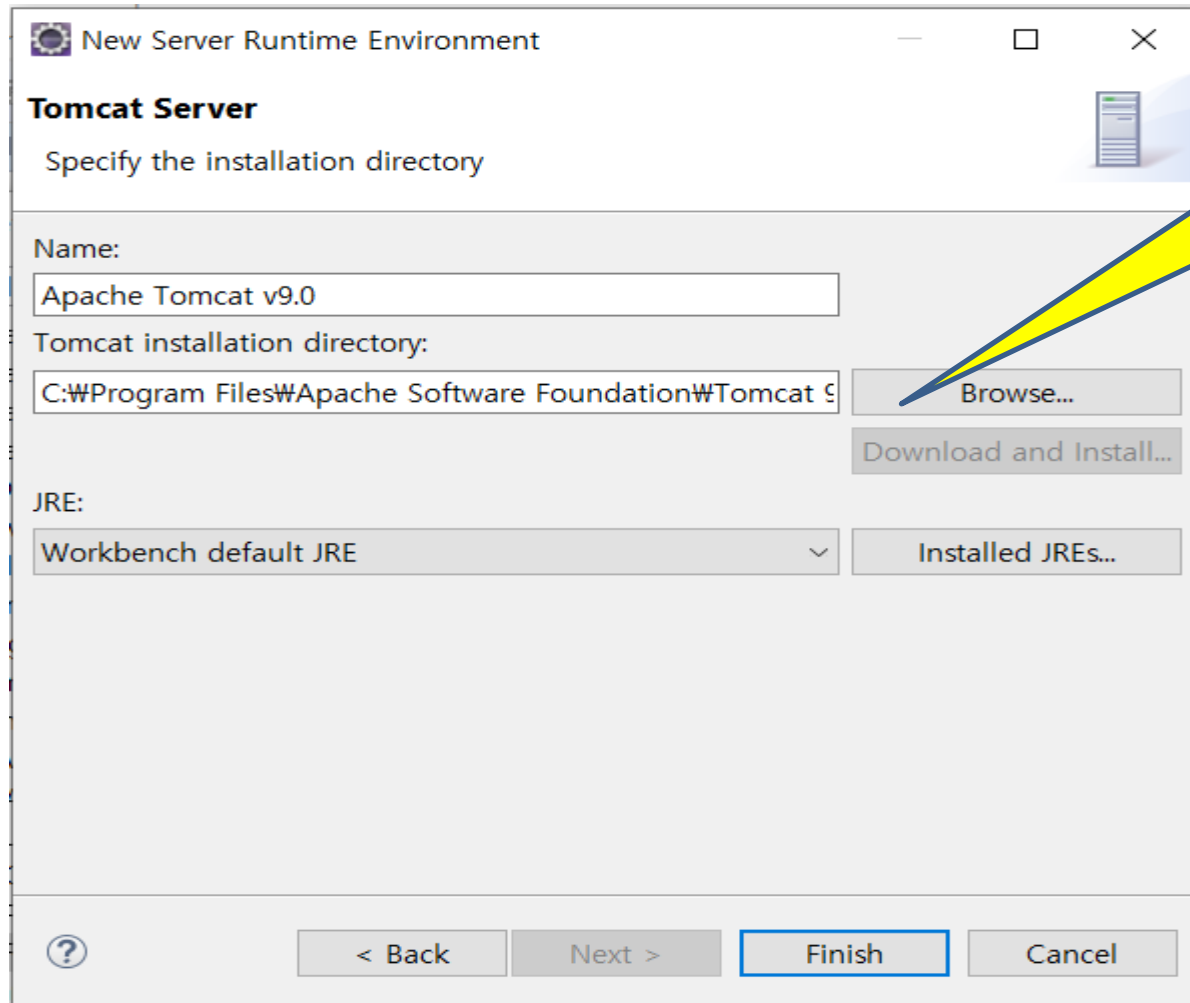 New Server Runtime Environment
Tomcat Server
Specify the installation directory
Name:
Apache Tomcat v9.0
Tomcat installation directory:
C:₩Program Files₩Apache Software Foundation₩Tomcat 9
Browse...
Download and Install...
JRE:
Workbench default JRE
Installed JREs...
< Back
Next >
Finish
Cancel